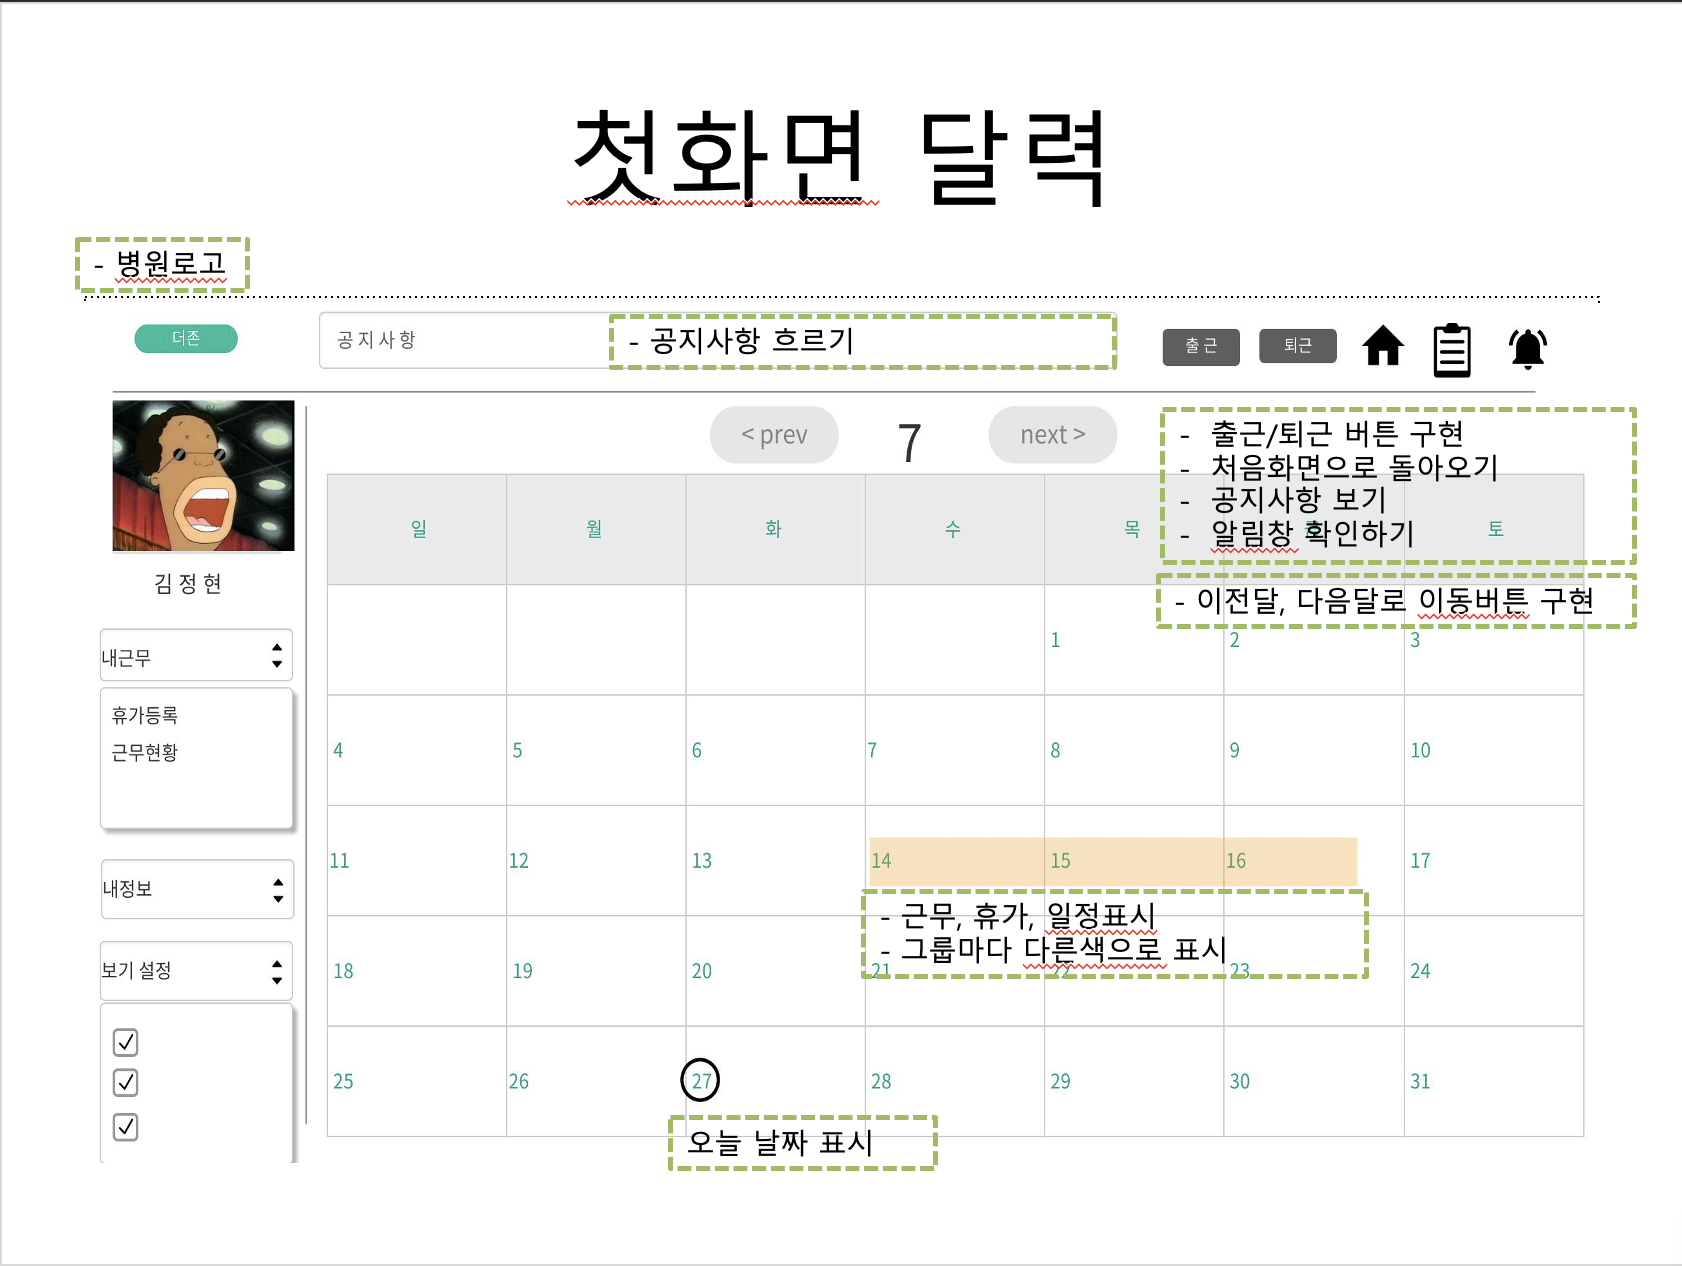 첫화면 달력
- 병원로고
더존
공지사항
- 공지사항 흐르기
출근
퇴근
< prev
7
next >
- 출근/퇴근 버튼 구현
- 처음화면으로 돌아오기
- 공지사항 보기
- 알림창 확인하기
일 월 화 수 목 토
- 이전달, 다음달로 이동버튼 구현
김정현
내근무
휴가등록
근무현황
내정보
보기 설정
1 2 3
4 5 6 7 8 9 10
11 12 13 14 15 16 17
- 근무, 휴가, 일정표시
- 그룹마다 다른색으로 표시
18 19 20 21 22 23 24
25 26 27 28 29 30 31
오늘 날짜 표시